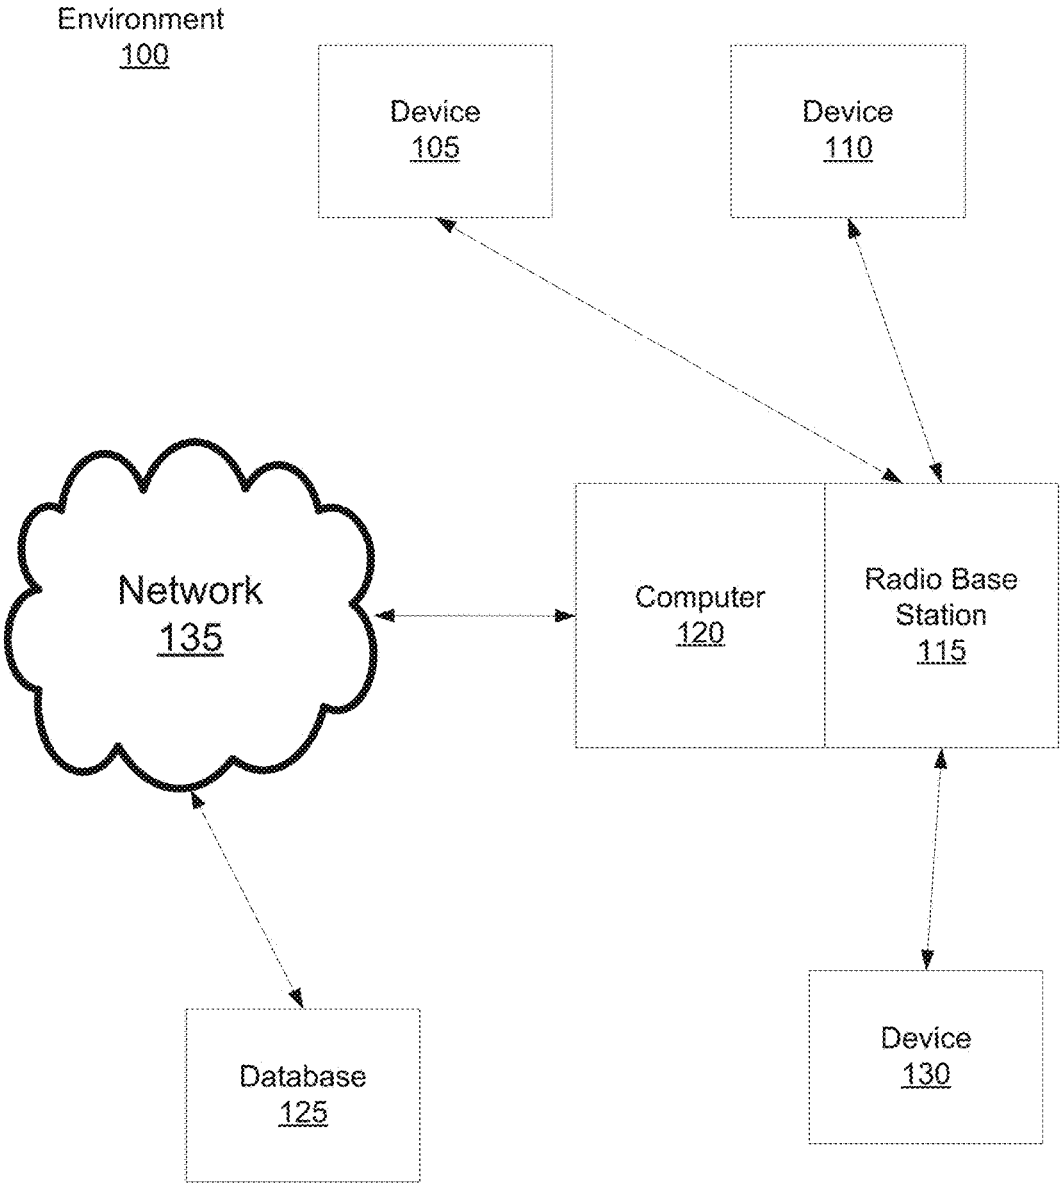 Environment
100
Device
105
Device
110
Network
135
Computer
120
Radio Base
Station
115
Database
125
Device
130